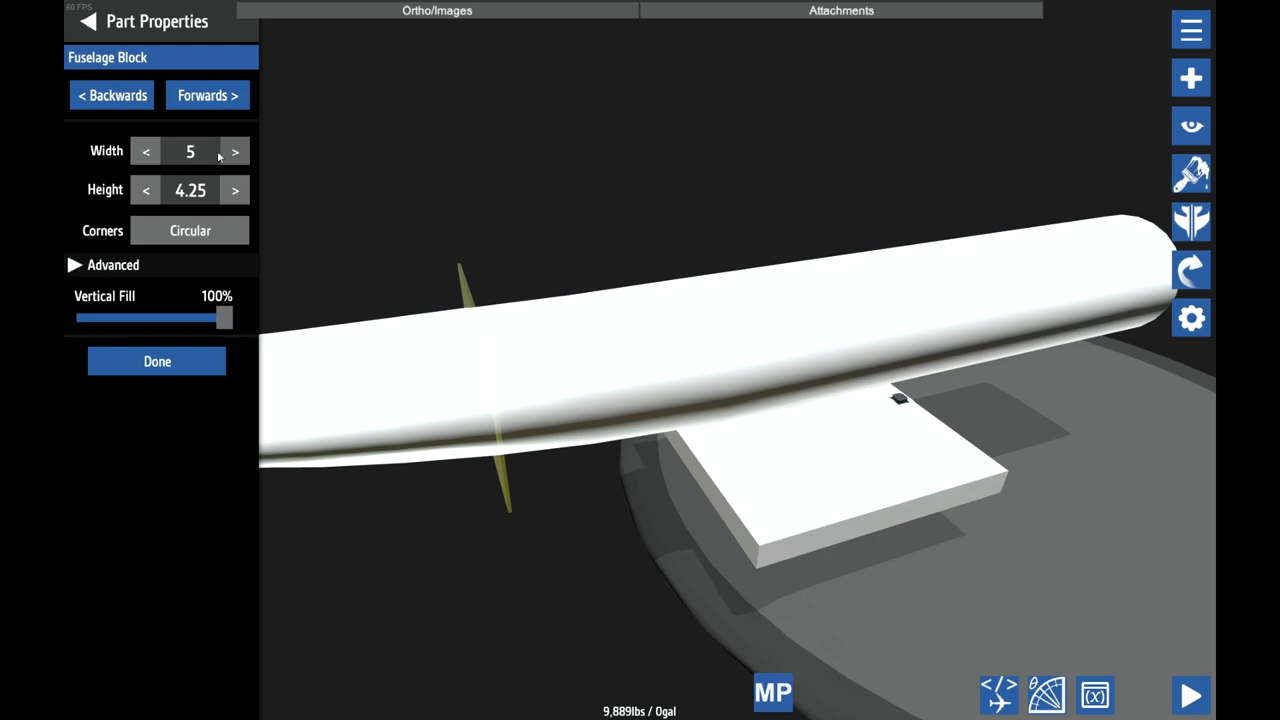 60 FPS
Part Properties
Ortho/Images
Attachments
Fuselage Block
< Backwards
Forwards >
Width
< 5 >
Height
< 4.25 >
Corners
Circular
Advanced
Vertical Fill
100%
Done
MP
</>
(x)
9,889lbs / 0gal